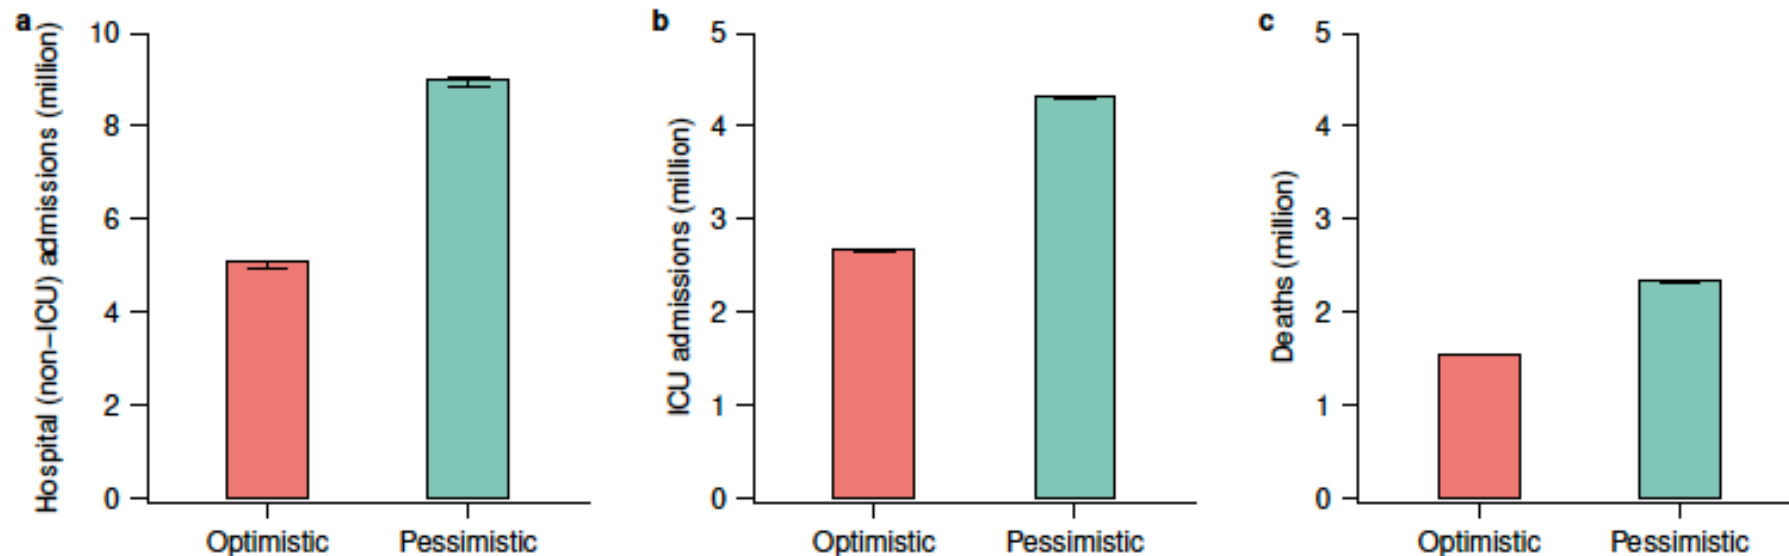 a
Hospital (non−ICU) admissions (million)
10
8
6
4
2
0
Optimistic
Pessimistic
b
ICU admissions (million)
5
4
3
2
1
0
Optimistic
Pessimistic
c
Deaths (million)
5
4
3
2
1
0
Optimistic
Pessimistic